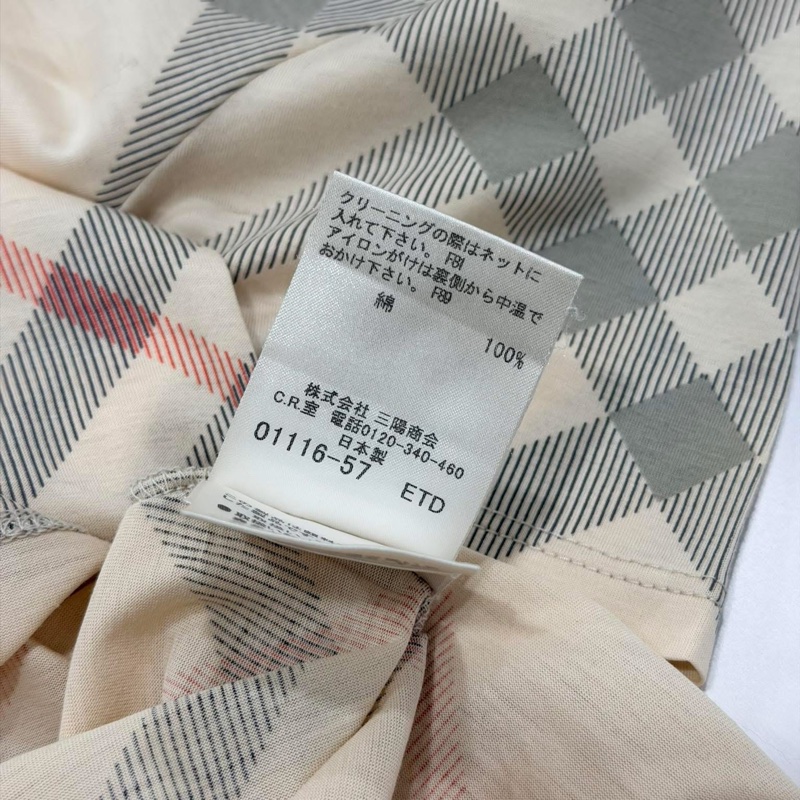 クリーニングの際はネットに
入れて下さい。 F81
アイロンがけは裏側から中温で
おかけ下さい。 F89
綿
100%
株式会社 三陽商会
C.R.室 電話0120-340-460
日本製
01116-57 ETD